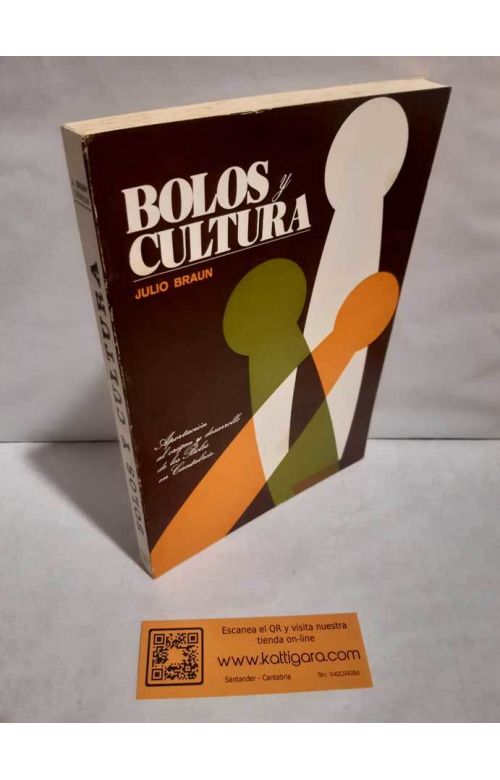 BOLOS y
CULTURA
JULIO BRAUN
Aportación
al origen y desarrollo
de los Bolos
en Cantabria
BOLOS Y CULTURA
Escanea el QR y visita nuestra
tienda on-line
www.kattigara.com
Santander - Cantabria